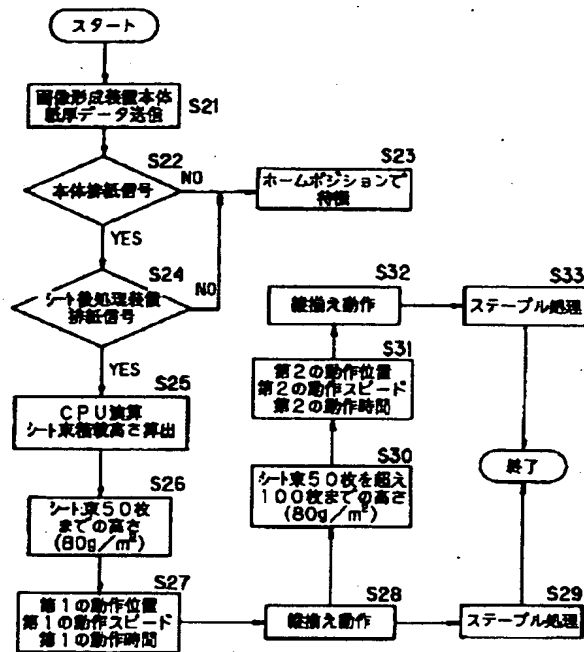 スタート
画像形成装置本体
紙厚データ送信
S21
S22
本体排紙信号
NO
YES
S23
ホームポジションで
待機
S24
シート後処理装置
排紙信号
NO
YES
S25
CPU演算
シート束積載高さ算出
S26
シート束50枚
までの高さ
(80g/m²)
S27
第1の動作位置
第1の動作スピード
第1の動作時間
S28
縦揃え動作
S29
ステープル処理
S30
シート束50枚を超え
100枚までの高さ
(80g/m²)
S31
第2の動作位置
第2の動作スピード
第2の動作時間
S32
縦揃え動作
S33
ステープル処理
終了